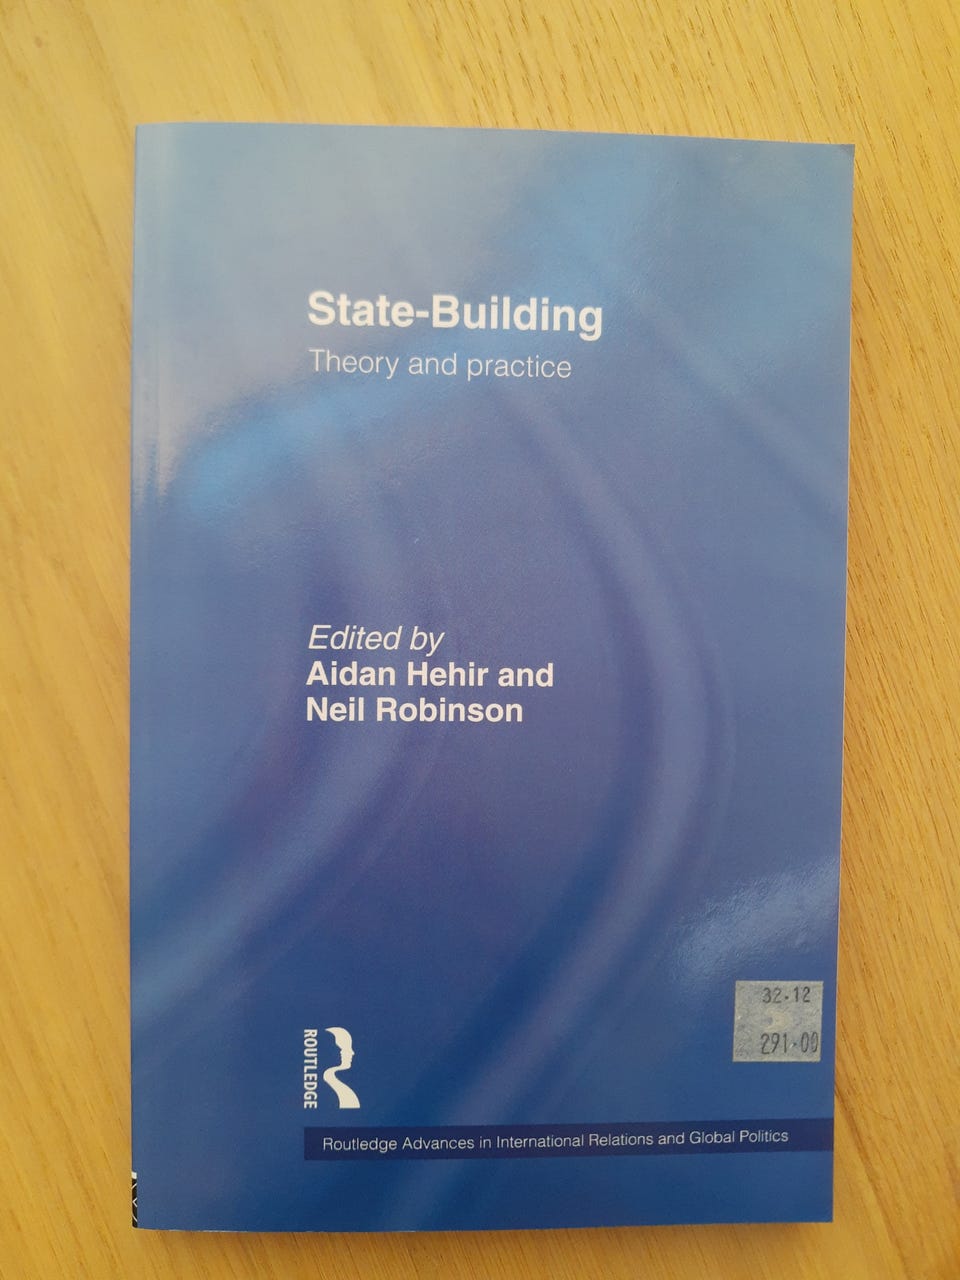 State-Building
Theory and practice
Edited by
Aidan Hehir and
Neil Robinson
32-12
291-00
ROUTLEDGE
Routledge Advances in International Relations and Global Politics